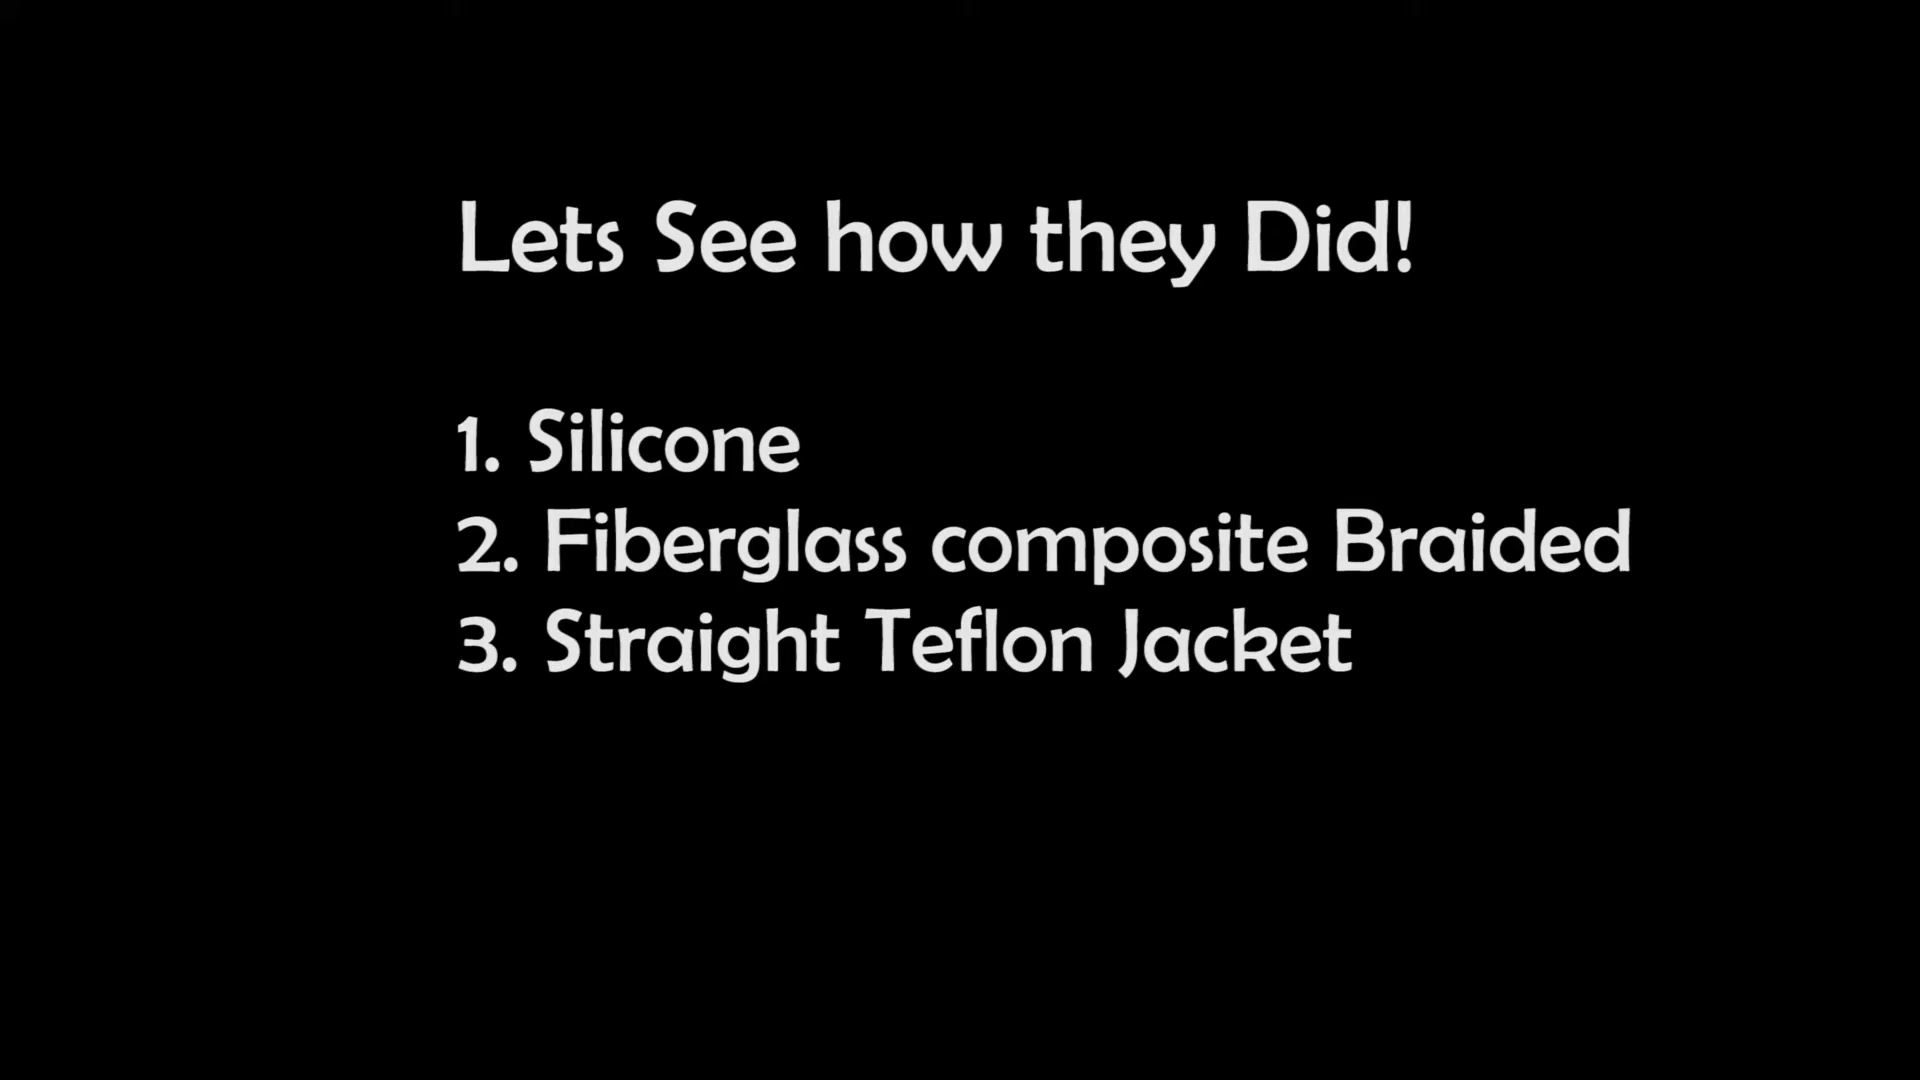 Lets See how they Did!
1. Silicone
2. Fiberglass composite Braided
3. Straight Teflon Jacket